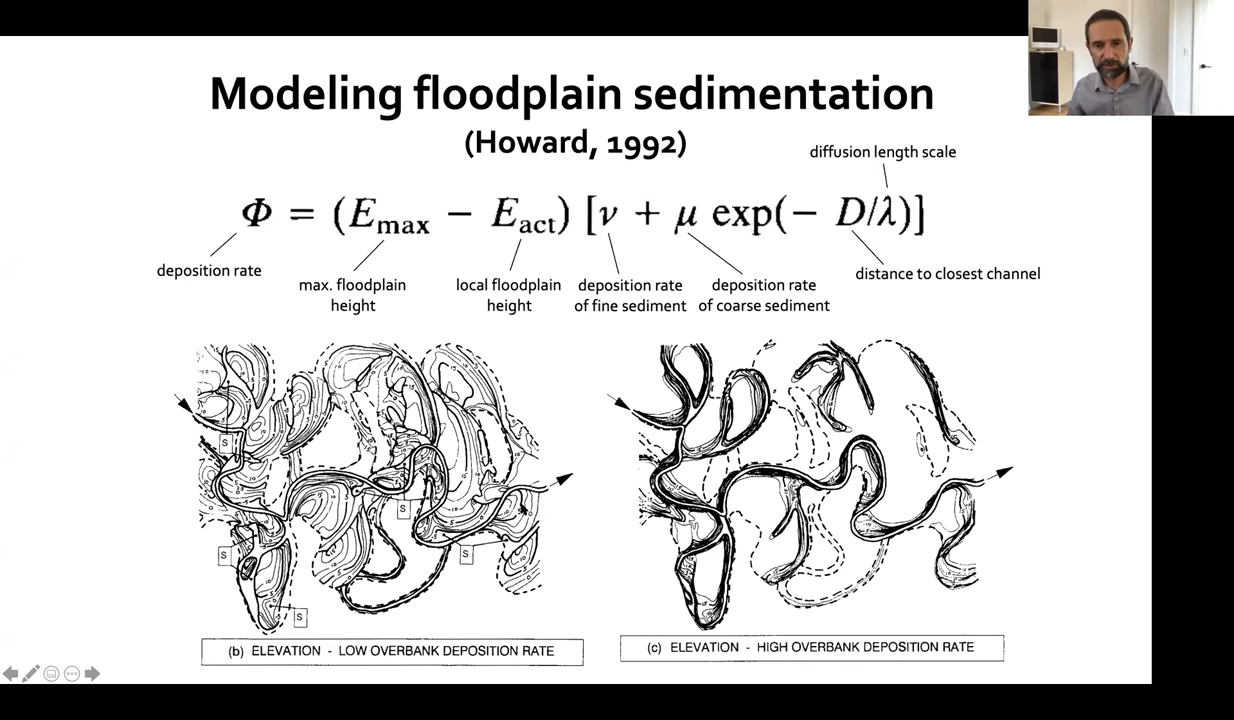 Modeling floodplain sedimentation
(Howard, 1992)
diffusion length scale
Φ = (E_max − E_act) [ν + μ exp(− D/λ)]
deposition rate
max. floodplain
height
local floodplain
height
deposition rate
of fine sediment
deposition rate
of coarse sediment
distance to closest channel
S
S
S
S
S
(b) ELEVATION - LOW OVERBANK DEPOSITION RATE
(c) ELEVATION - HIGH OVERBANK DEPOSITION RATE